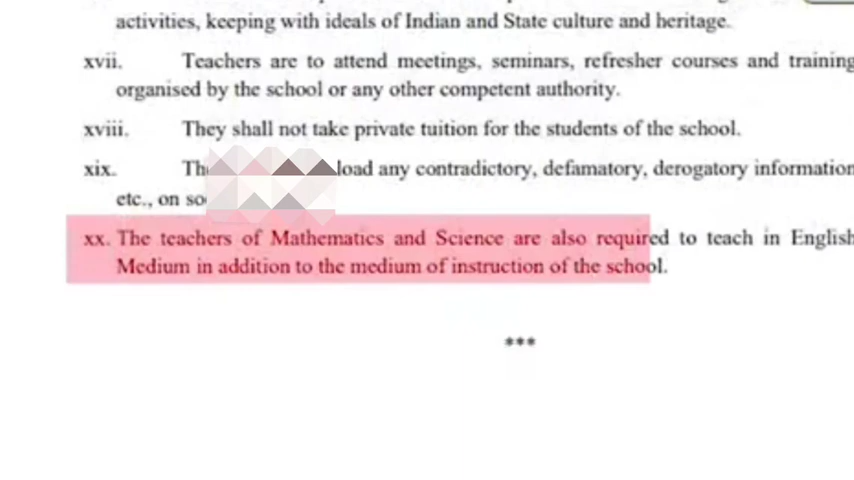 activities, keeping with ideals of Indian and State culture and heritage.
xvii. Teachers are to attend meetings, seminars, refresher courses and training
organised by the school or any other competent authority.
xviii. They shall not take private tuition for the students of the school.
xix. load any contradictory, defamatory, derogatory information
etc., on
xx. The teachers of Mathematics and Science are also required to teach in English
Medium in addition to the medium of instruction of the school.
***